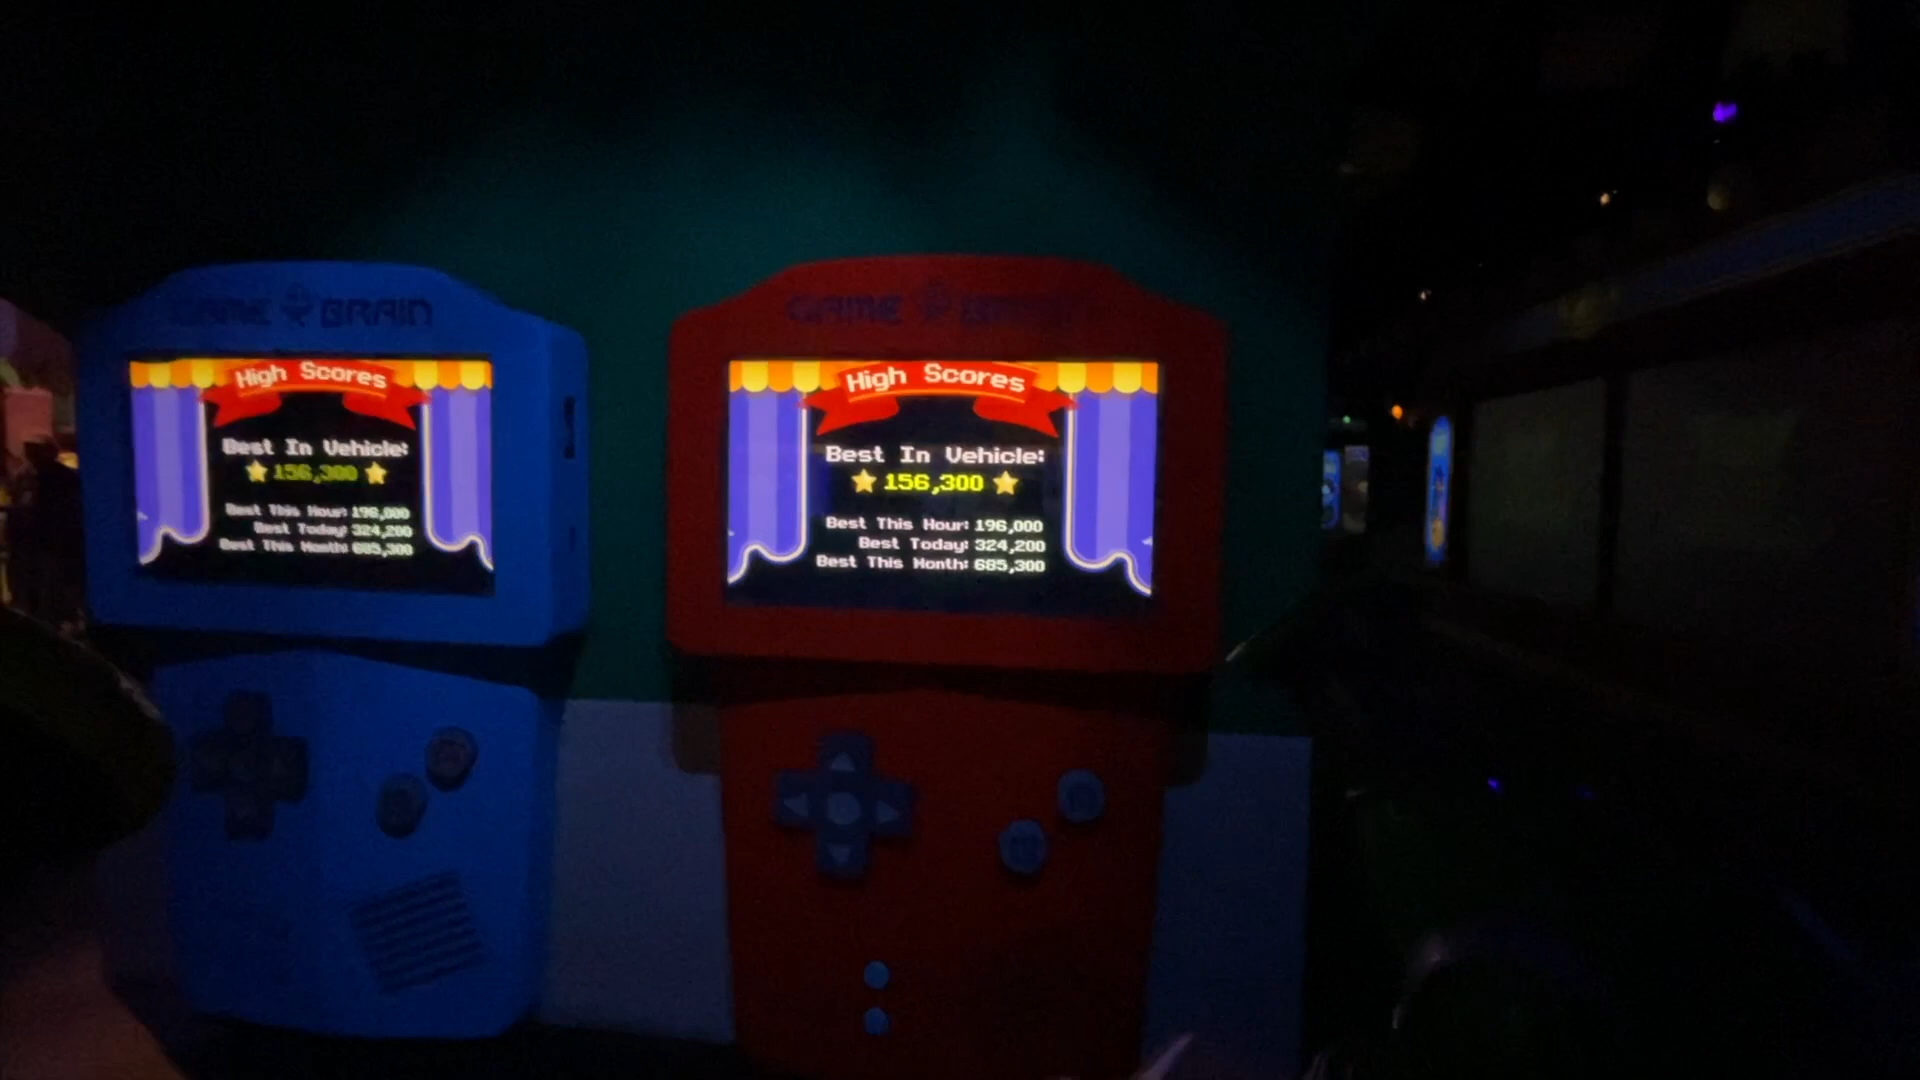 GAME BRAIN
High Scores
Best In Vehicle:
156,300
Best This Hour: 196,000
Best Today: 324,200
Best This Month: 685,300
GAME BRAIN
High Scores
Best In Vehicle:
156,300
Best This Hour: 196,000
Best Today: 324,200
Best This Month: 685,300